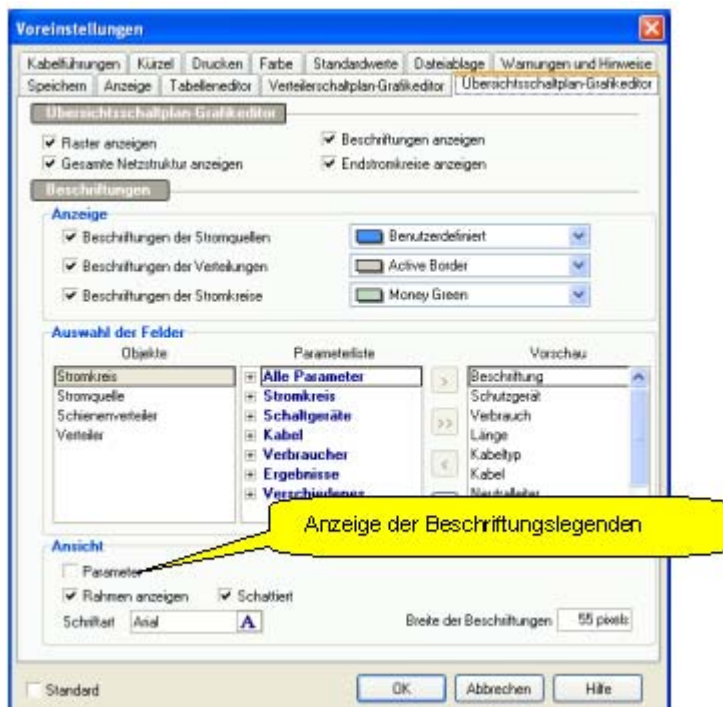 Voreinstellungen
Kabelführungen Kürzel Drucken Farbe Standardwerte Dateiablage Warnungen und Hinweise
Speichern Anzeige Tabelleneditor Verteilerschaltplan-Grafikeditor Übersichtsschaltplan-Grafikeditor
Übersichtsschaltplan-Grafikeditor
Raster anzeigen Beschriftungen anzeigen
Gesamte Netzstruktur anzeigen Endstromkreise anzeigen
Beschriftungen
Anzeige
Beschriftungen der Stromquellen Benutzerdefiniert
Beschriftungen der Verteilungen Active Border
Beschriftungen der Stromkreise Money Green
Auswahl der Felder
Objekte Parameterliste Vorschau
Stromkreis Alle Parameter > Beschriftung
Stromquelle Stromkreis Schutzgerät
Schienenverteiler Schaltgeräte >> Verbrauch
Verteiler Kabel Länge
Verbraucher < Kabeltyp
Ergebnisse Kabel
Verschiedenes Neutralleiter
Anzeige der Beschriftungslegenden
Ansicht
Parameter
Rahmen anzeigen Schattiert
Schriftart Arial A Breite der Beschriftungen 55 pixels
Standard OK Abbrechen Hilfe